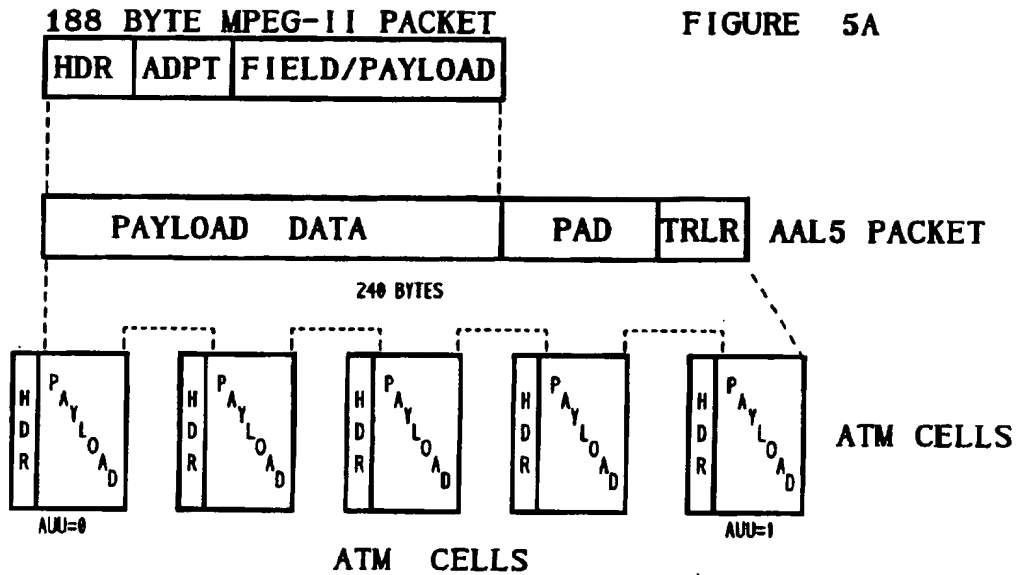 188 BYTE MPEG-II PACKET
FIGURE 5A
HDR ADPT FIELD/PAYLOAD
PAYLOAD DATA PAD TRLR AAL5 PACKET
240 BYTES
HDR PAYLOAD HDR PAYLOAD HDR PAYLOAD HDR PAYLOAD HDR PAYLOAD
ATM CELLS
AUU=0
AUU=1
ATM CELLS